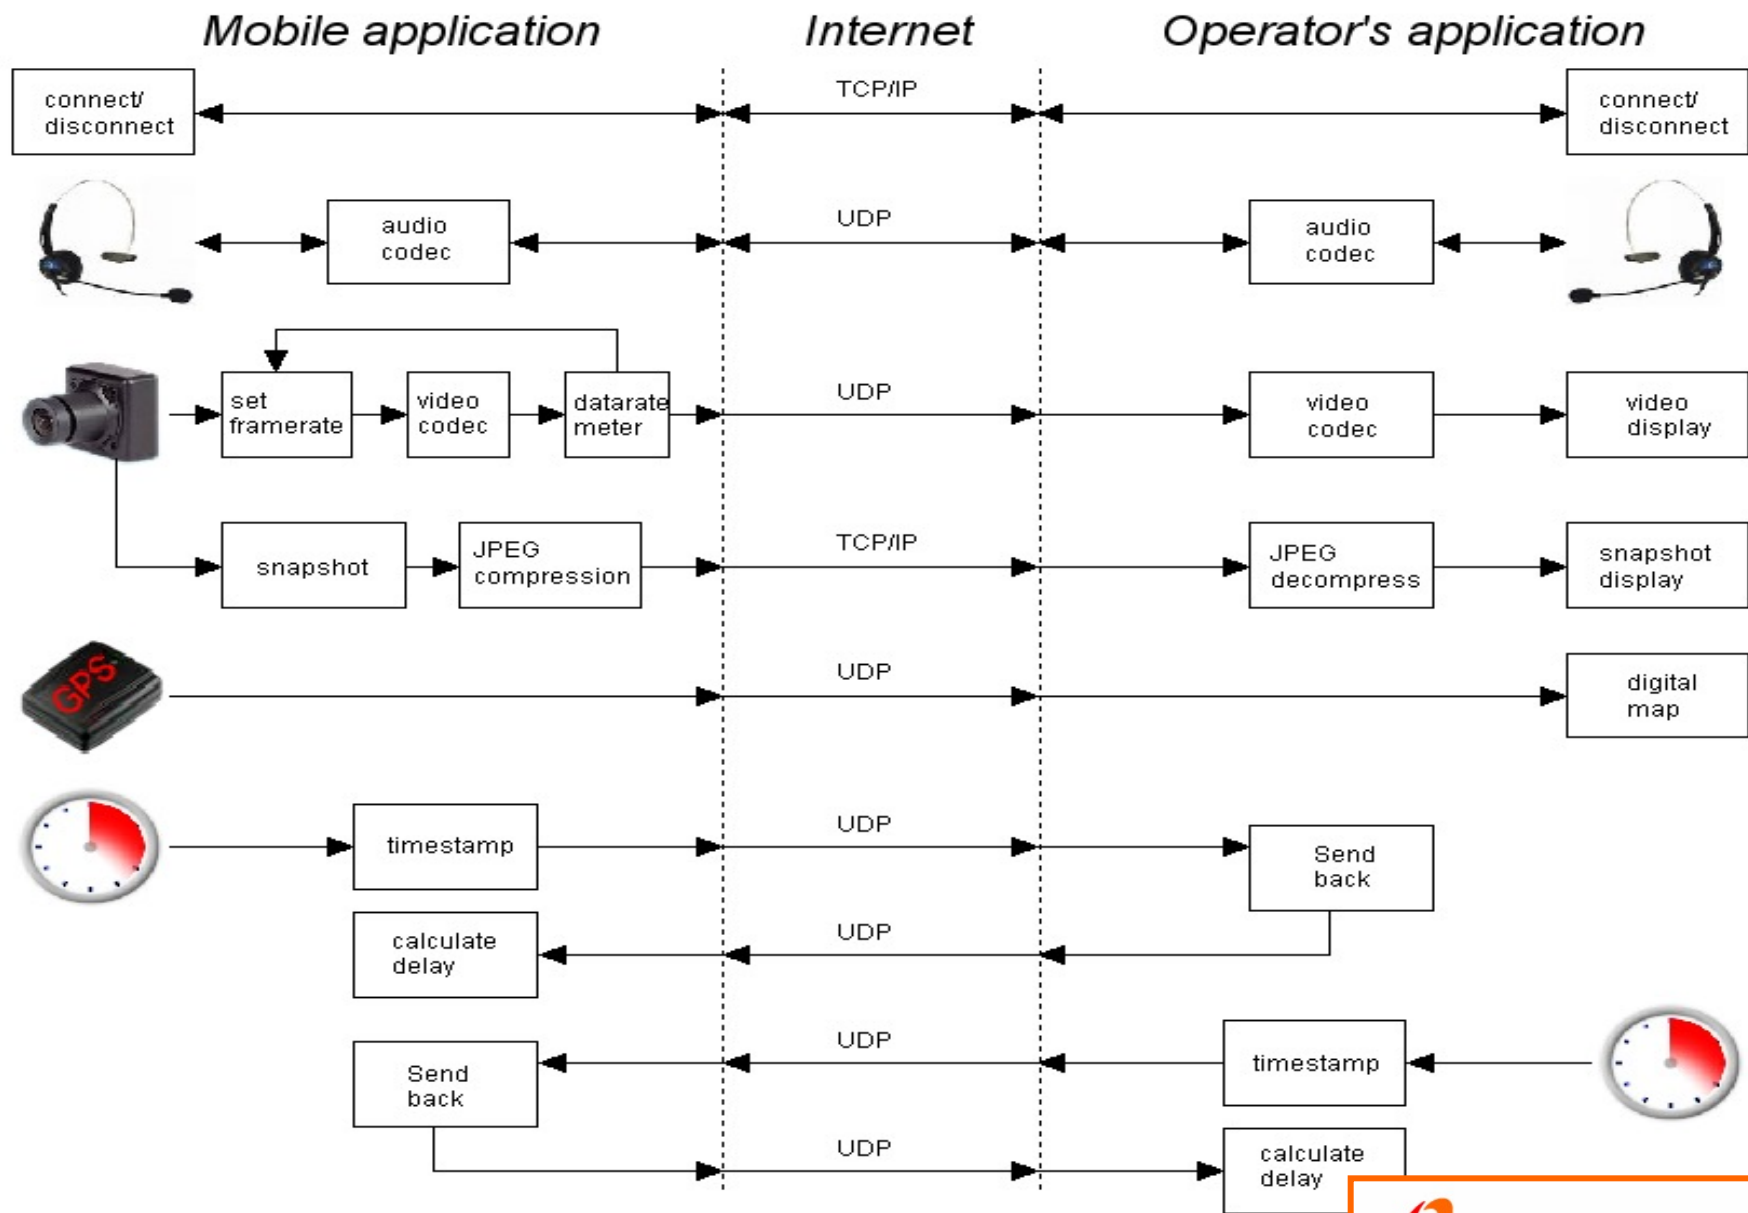 Mobile application
Internet
Operator's application
connect/
disconnect
TCP/IP
connect/
disconnect
audio
codec
UDP
audio
codec
set
framerate
video
codec
datarate
meter
UDP
video
codec
video
display
snapshot
JPEG
compression
TCP/IP
JPEG
decompress
snapshot
display
GPS
UDP
digital
map
timestamp
UDP
Send
back
calculate
delay
UDP
Send
back
UDP
timestamp
UDP
calculate
delay